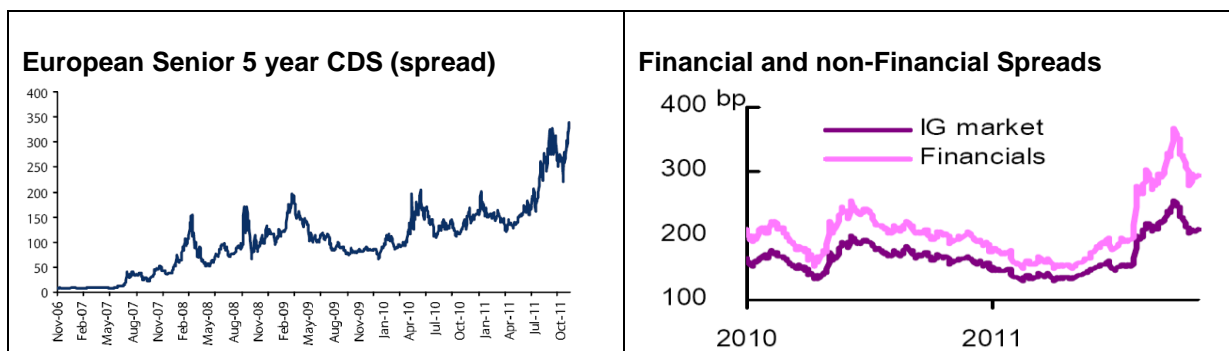 European Senior 5 year CDS (spread)
400
350
300
250
200
150
100
50
0
Nov-06
Feb-07
May-07
Aug-07
Nov-07
Feb-08
May-08
Aug-08
Nov-08
Feb-09
May-09
Aug-09
Jan-10
Apr-10
Jul-10
Oct-10
Jan-11
Apr-11
Jul-11
Oct-11
Financial and non-Financial Spreads
400 bp
IG market
Financials
300
200
100
2010
2011